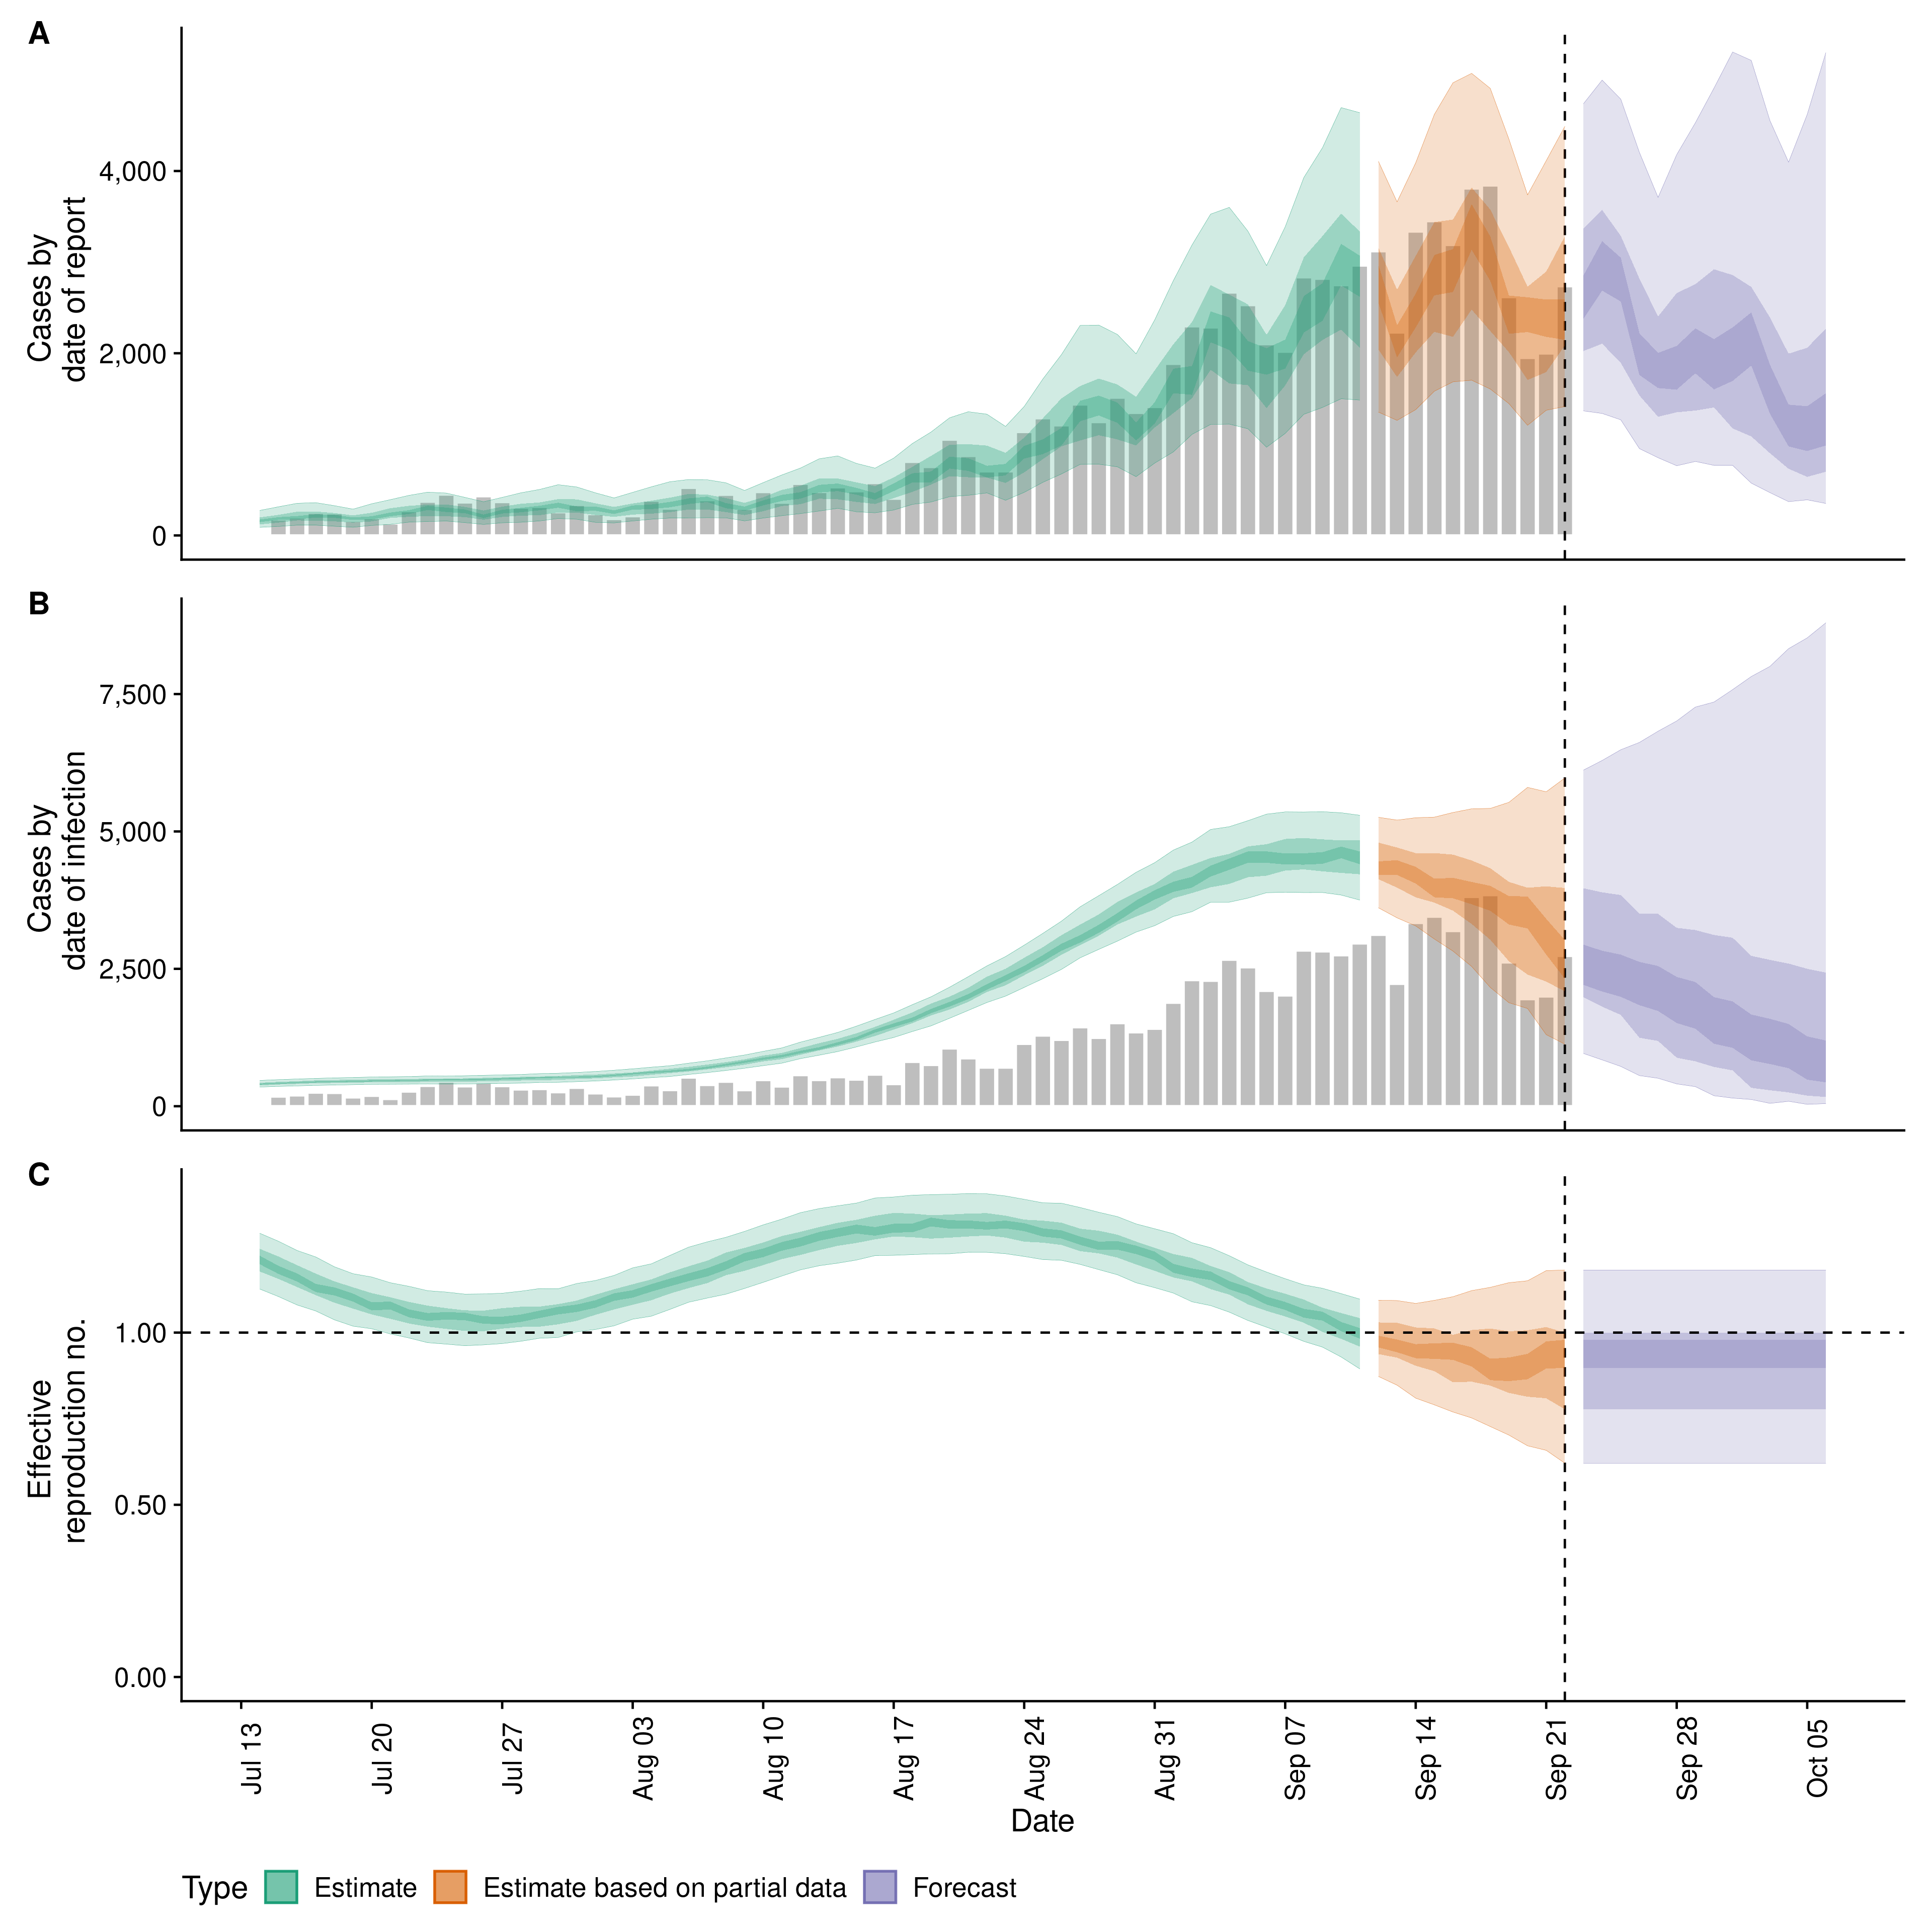 A
Cases by
date of report
4,000
2,000
0
B
Cases by
date of infection
7,500
5,000
2,500
0
C
Effective
reproduction no.
1.00
0.50
0.00
Jul 13
Jul 20
Jul 27
Aug 03
Aug 10
Aug 17
Aug 24
Aug 31
Sep 07
Sep 14
Sep 21
Sep 28
Oct 05
Date
Type Estimate Estimate based on partial data Forecast